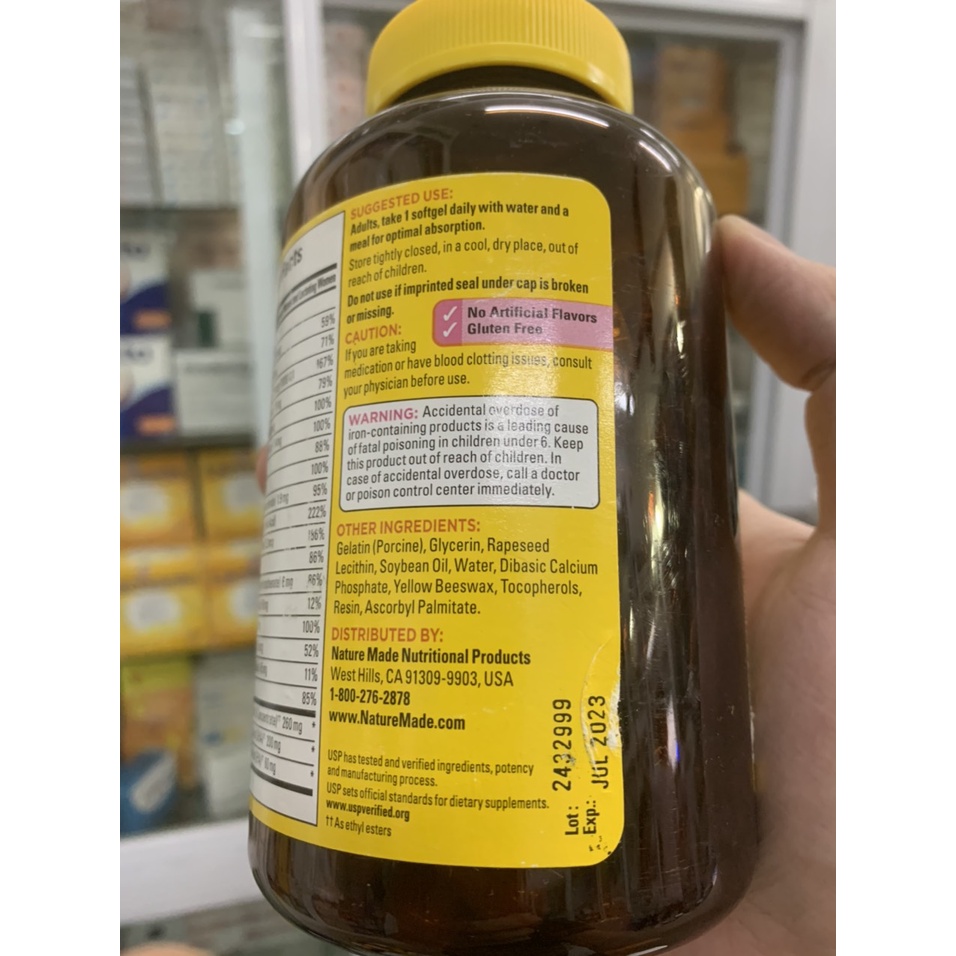 SUGGESTED USE:
Adults, take 1 softgel daily with water and a
meal for optimal absorption.
Store tightly closed, in a cool, dry place, out of
reach of children.
Do not use if imprinted seal under cap is broken
or missing.
No Artificial Flavors
Gluten Free
CAUTION:
If you are taking
medication or have blood clotting issues, consult
your physician before use.
WARNING: Accidental overdose of
iron-containing products is a leading cause
of fatal poisoning in children under 6. Keep
this product out of reach of children. In
case of accidental overdose, call a doctor
or poison control center immediately.
OTHER INGREDIENTS:
Gelatin (Porcine), Glycerin, Rapeseed
Lecithin, Soybean Oil, Water, Dibasic Calcium
Phosphate, Yellow Beeswax, Tocopherols,
Resin, Ascorbyl Palmitate.
DISTRIBUTED BY:
Nature Made Nutritional Products
West Hills, CA 91309-9903, USA
1-800-276-2878
www.NatureMade.com
USP has tested and verified ingredients, potency
and manufacturing process.
USP sets official standards for dietary supplements.
www.uspverified.org
†† As ethyl esters
Lot: 2432999
Exp.: JUL 2023
Lactating Women
59%
71%
167%
79%
100%
100%
88%
100%
95%
222%
156%
86%
86%
12%
100%
52%
11%
85%
260 mg *
*
*